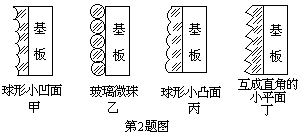 基板
基板
基板
基板
球形小凹面
玻璃微珠
球形小凸面
互成直角的
小平面
甲
乙
丙
丁
第2题图